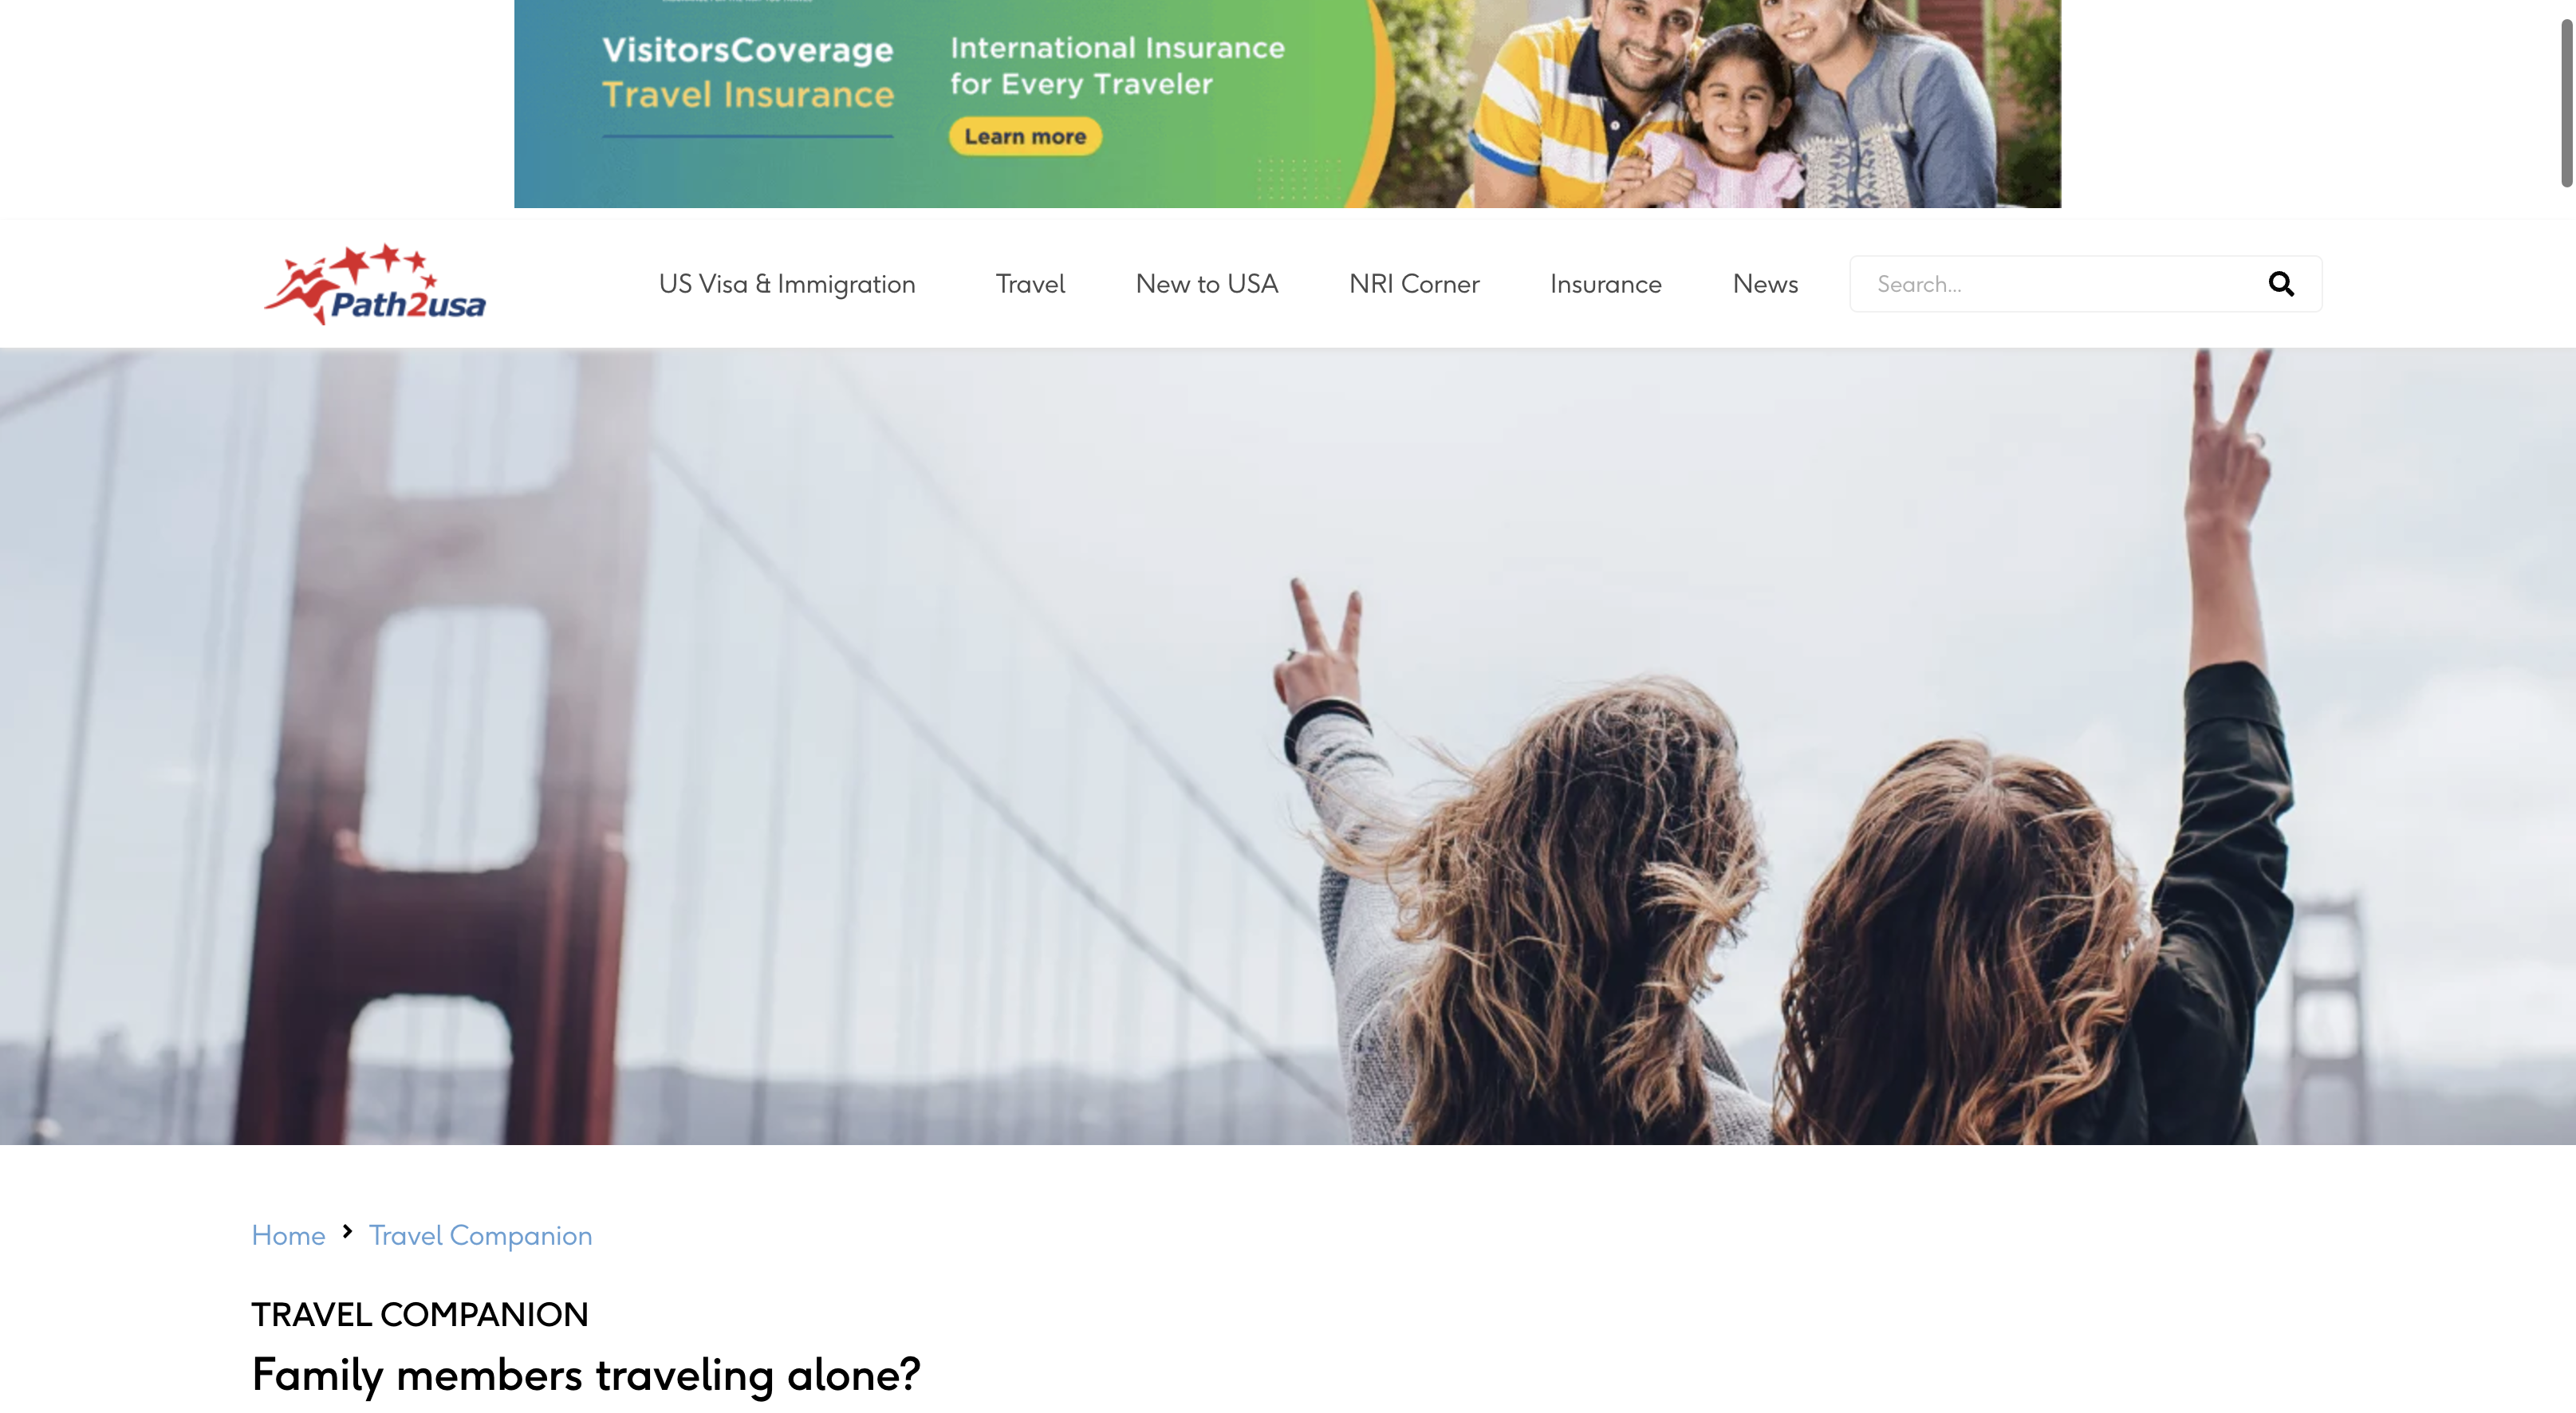 VisitorsCoverage
Travel Insurance
International Insurance
for Every Traveler
Learn more
Path2usa
US Visa & Immigration
Travel
New to USA
NRI Corner
Insurance
News
Search...
Home > Travel Companion
TRAVEL COMPANION
Family members traveling alone?